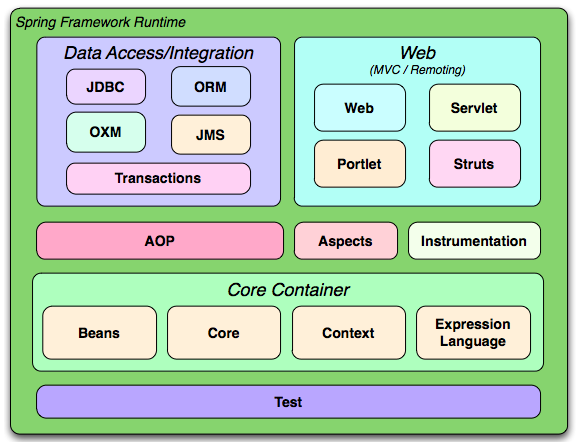 Spring Framework Runtime
Data Access/Integration
JDBC
ORM
OXM
JMS
Transactions
Web
(MVC / Remoting)
Web
Servlet
Portlet
Struts
AOP
Aspects
Instrumentation
Core Container
Beans
Core
Context
Expression
Language
Test